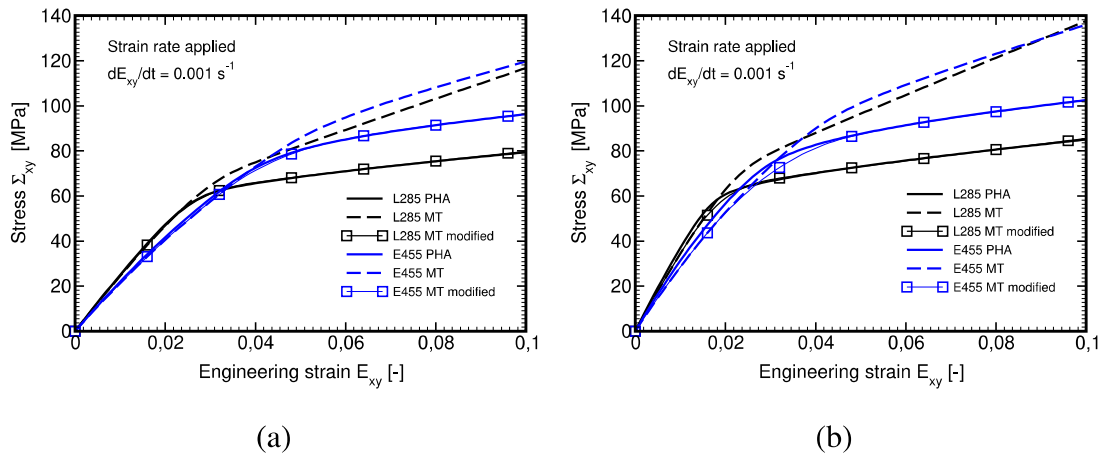 140
120
100
80
60
40
20
0
Stress Σxy [MPa]
Strain rate applied
dExy/dt = 0.001 s-1
L285 PHA
L285 MT
L285 MT modified
E455 PHA
E455 MT
E455 MT modified
0 0,02 0,04 0,06 0,08 0,1
Engineering strain Exy [-]
(a)
140
120
100
80
60
40
20
0
Stress Σxy [MPa]
Strain rate applied
dExy/dt = 0.001 s-1
L285 PHA
L285 MT
L285 MT modified
E455 PHA
E455 MT
E455 MT modified
0 0,02 0,04 0,06 0,08 0,1
Engineering strain Exy [-]
(b)